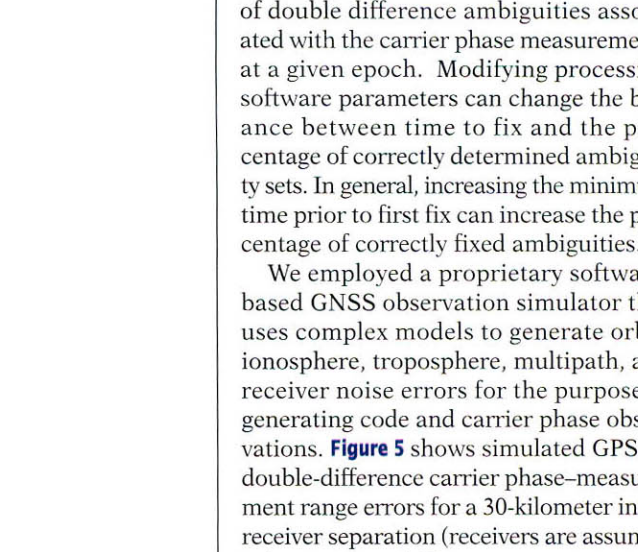 of double difference ambiguities asso
ated with the carrier phase measureme
at a given epoch. Modifying processi
software parameters can change the b
ance between time to fix and the p
centage of correctly determined ambig
ty sets. In general, increasing the minim
time prior to first fix can increase the p
centage of correctly fixed ambiguities.
We employed a proprietary softwa
based GNSS observation simulator t
uses complex models to generate orb
ionosphere, troposphere, multipath, a
receiver noise errors for the purpose
generating code and carrier phase obs
vations. Figure 5 shows simulated GPS
double-difference carrier phase–measu
ment range errors for a 30-kilometer in
receiver separation (receivers are assum